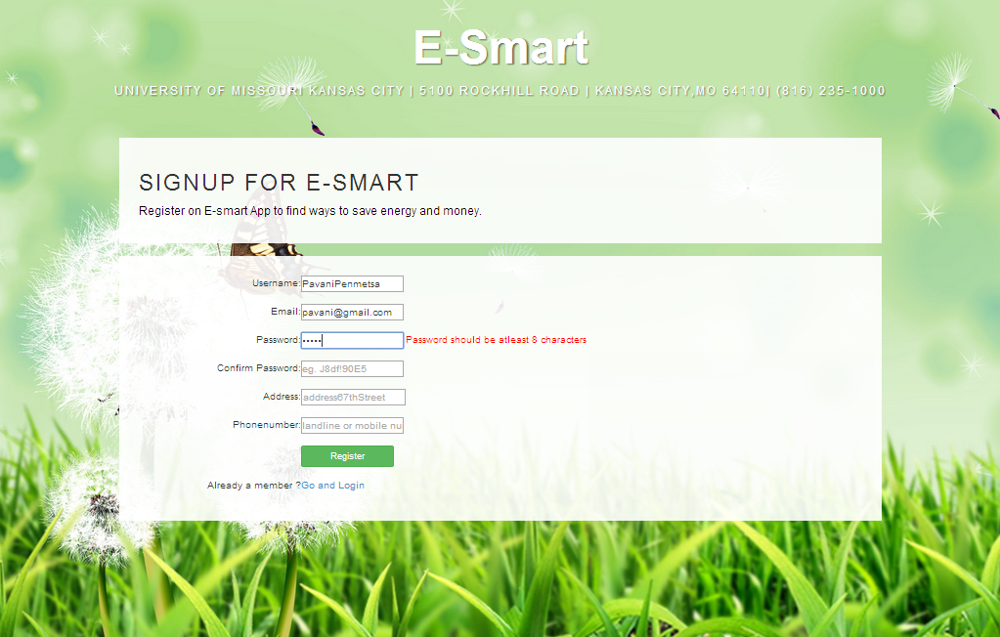 E-Smart
UNIVERSITY OF MISSOURI KANSAS CITY | 5100 ROCKHILL ROAD | KANSAS CITY,MO 64110| (816) 235-1000
SIGNUP FOR E-SMART
Register on E-smart App to find ways to save energy and money.
Username: PavaniPenmetsa
Email: pavani@gmail.com
Password: ••••• Password should be atleast 8 characters
Confirm Password: eg. J8df!90E5
Address: address67thStreet
Phonenumber: landline or mobile nu
Register
Already a member ?Go and Login